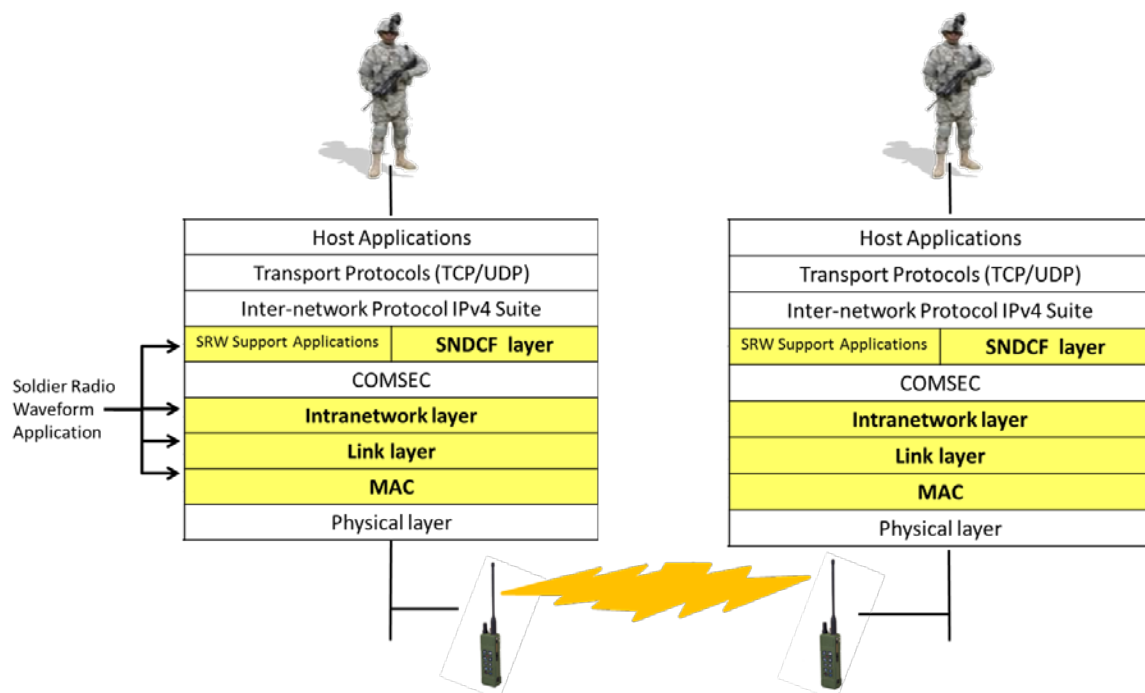 Host Applications
Transport Protocols (TCP/UDP)
Inter-network Protocol IPv4 Suite
SRW Support Applications
SNDCF layer
COMSEC
Intranetwork layer
Link layer
MAC
Physical layer
Soldier Radio
Waveform
Application
Host Applications
Transport Protocols (TCP/UDP)
Inter-network Protocol IPv4 Suite
SRW Support Applications
SNDCF layer
COMSEC
Intranetwork layer
Link layer
MAC
Physical layer